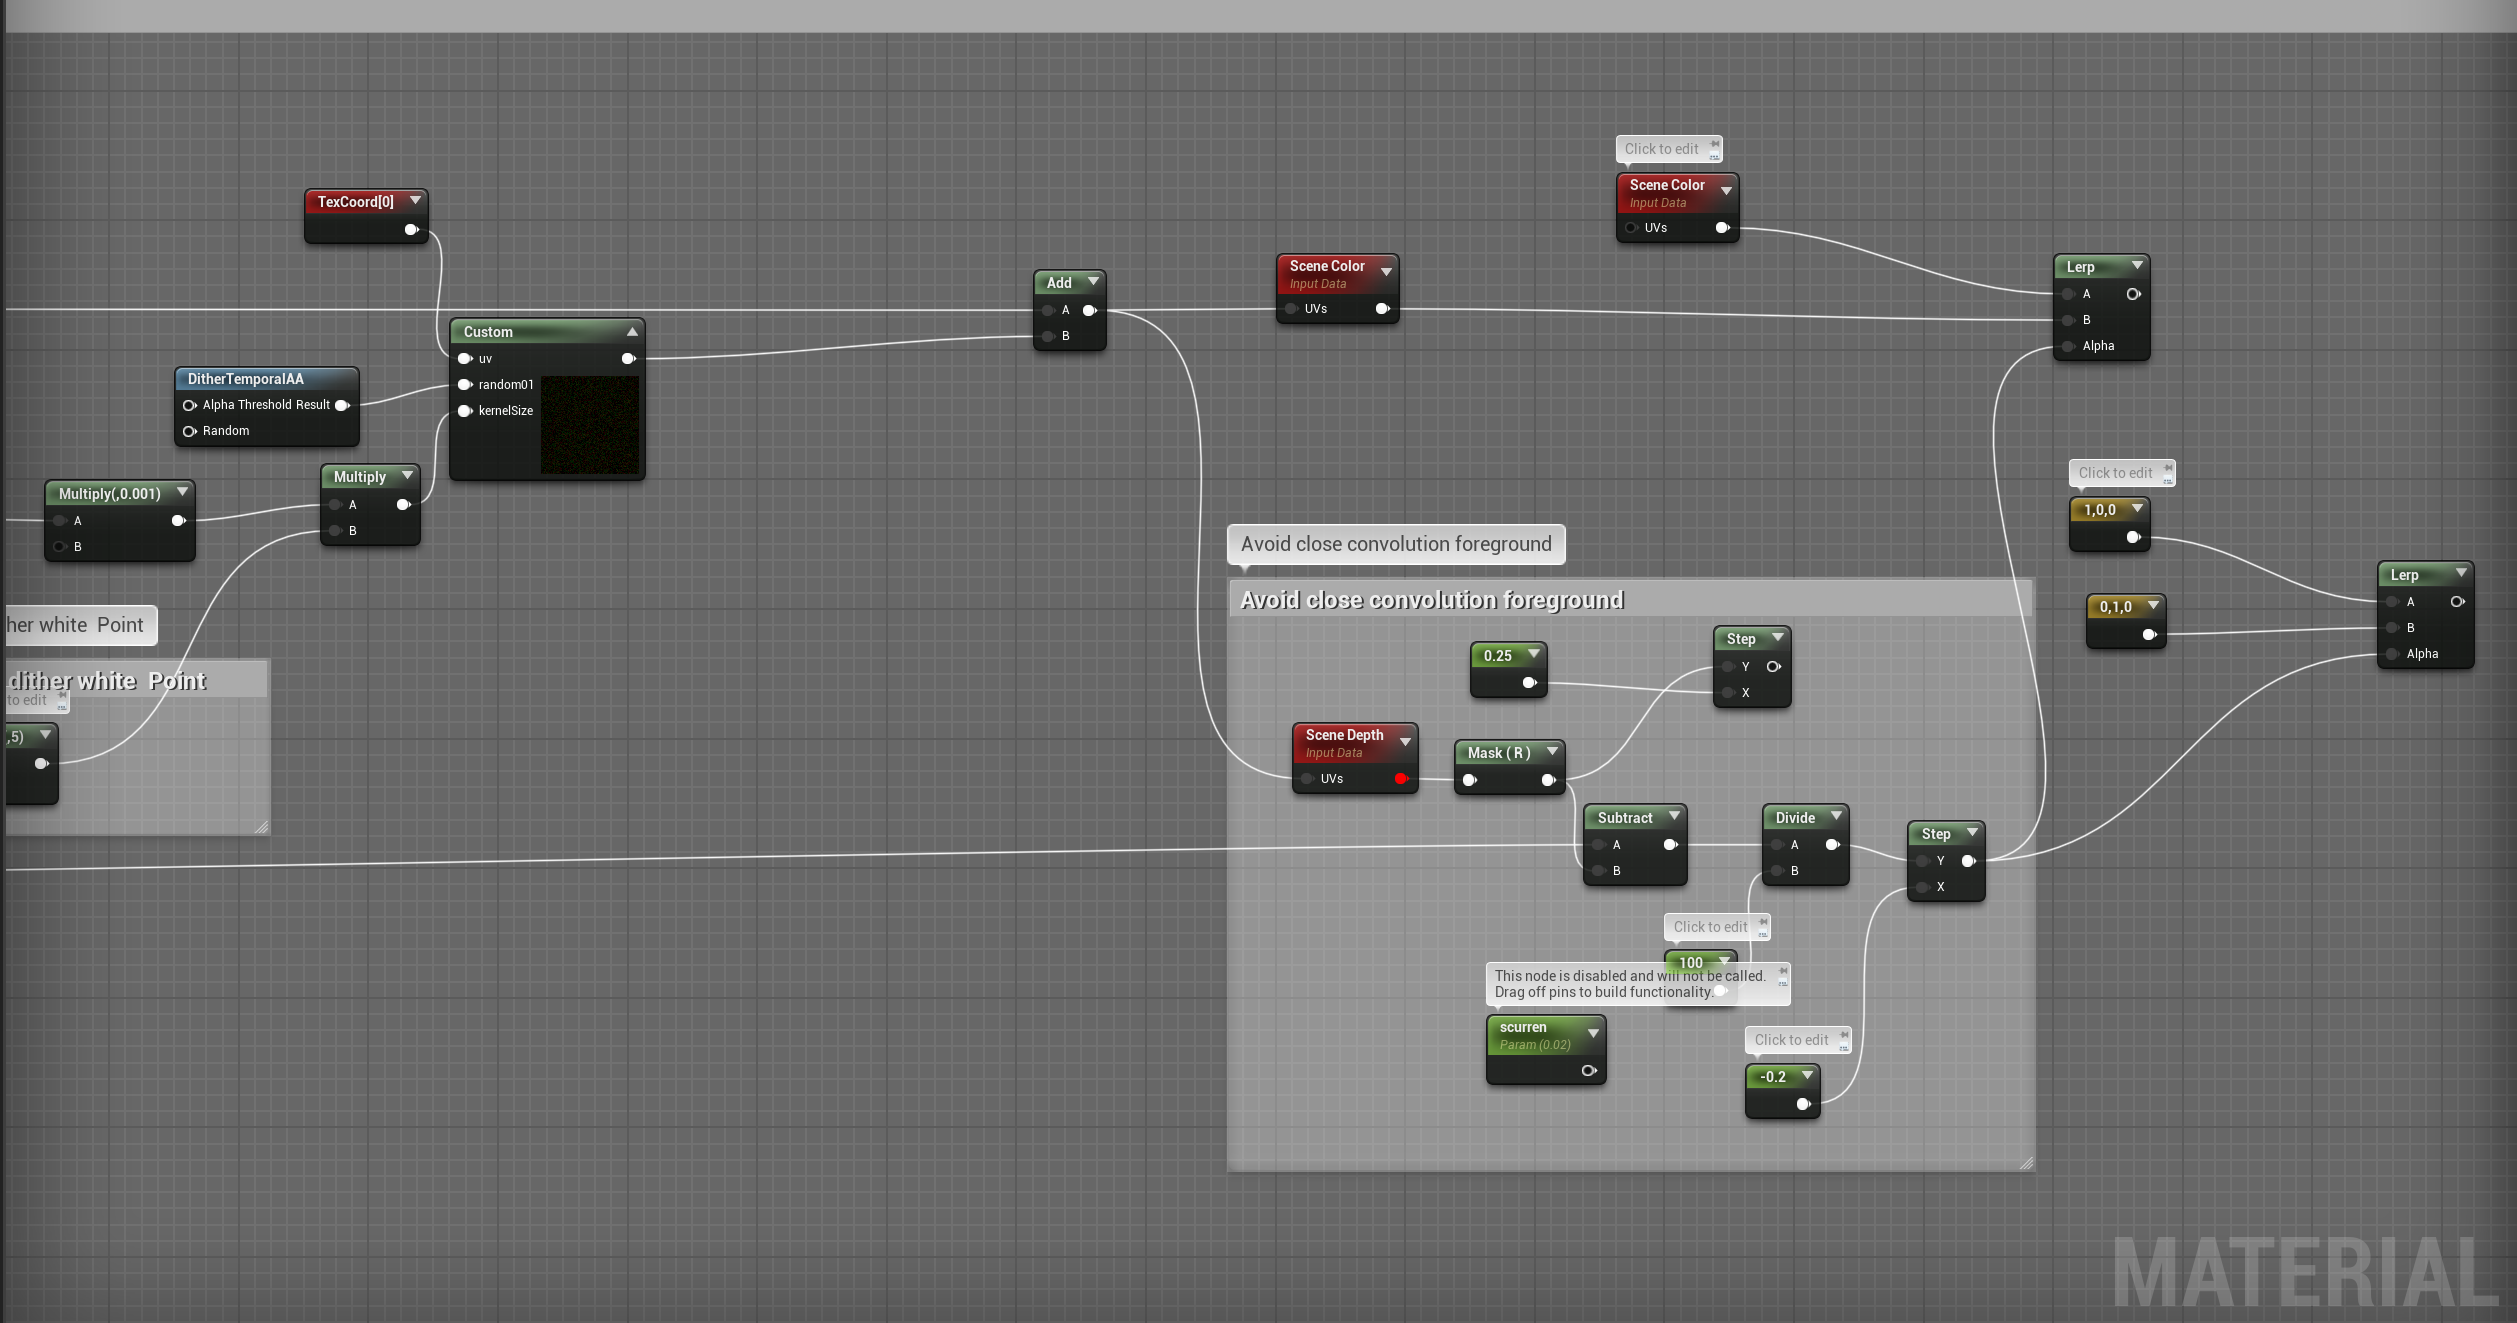 Click to edit
Scene Color
Input Data
UVs
TexCoord[0]
Add
A
B
Scene Color
Input Data
UVs
Lerp
A
B
Alpha
Custom
uv
random01
kernelSize
DitherTemporalAA
Alpha Threshold Result
Random
Multiply(,0.001)
A
B
Multiply
A
B
Click to edit
1,0,0
0,1,0
Lerp
A
B
Alpha
Avoid close convolution foreground
Avoid close convolution foreground
her white Point
dither white Point
to edit
,5)
0.25
Step
Y
X
Scene Depth
Input Data
UVs
Mask ( R )
Subtract
A
B
Divide
A
B
Step
Y
X
Click to edit
100
This node is disabled and will not be called.
Drag off pins to build functionality.
scurren
Param (0.02)
Click to edit
-0.2
MATERIAL